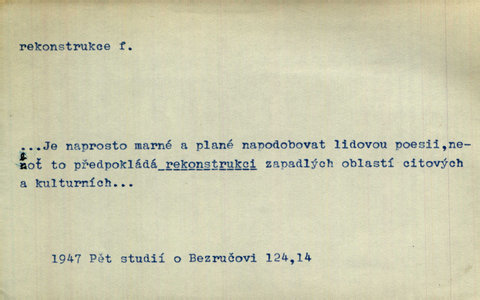 rekonstrukce f.
...Je naprosto marné a plané napodobovat lidovou poesii,ne-
boť to předpokládá rekonstrukci zapadlých oblastí citových
a kulturních...
1947 Pět studií o Bezručovi 124,14